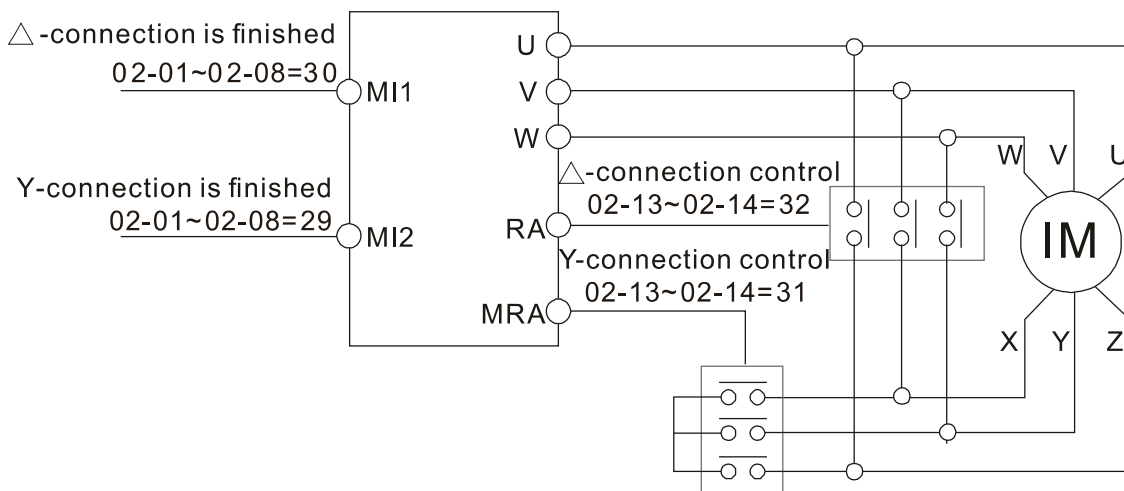 △-connection is finished
02-01~02-08=30
MI1
Y-connection is finished
02-01~02-08=29
MI2
U
V
W
△-connection control
02-13~02-14=32
RA
Y-connection control
02-13~02-14=31
MRA
W V U
IM
X Y Z